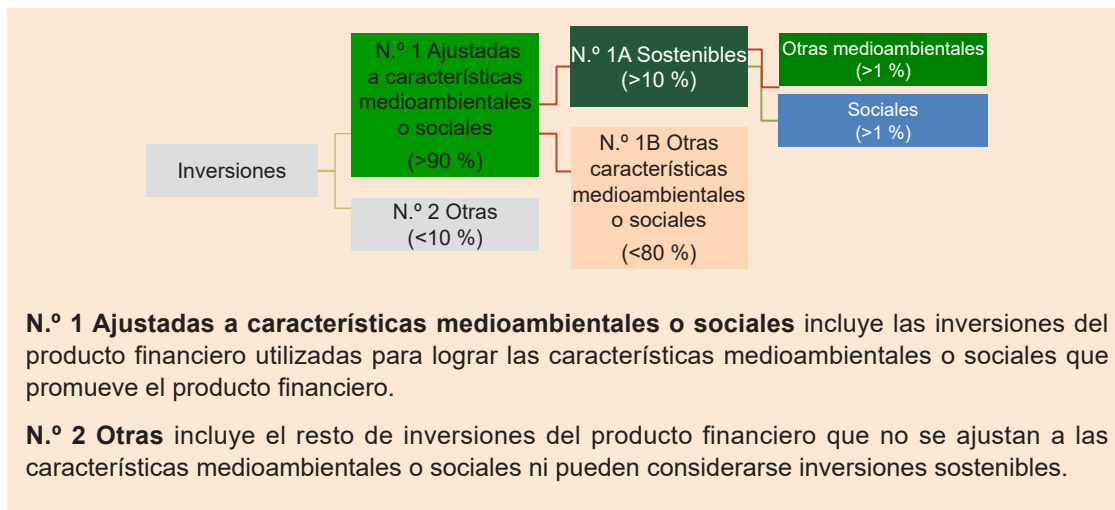 Inversiones
N.º 1 Ajustadas
a características
medioambientales
o sociales
(>90 %)
N.º 2 Otras
(<10 %)
N.º 1A Sostenibles
(>10 %)
N.º 1B Otras
características
medioambientales
o sociales
(<80 %)
Otras medioambientales
(>1 %)
Sociales
(>1 %)
N.º 1 Ajustadas a características medioambientales o sociales incluye las inversiones del
producto financiero utilizadas para lograr las características medioambientales o sociales que
promueve el producto financiero.
N.º 2 Otras incluye el resto de inversiones del producto financiero que no se ajustan a las
características medioambientales o sociales ni pueden considerarse inversiones sostenibles.